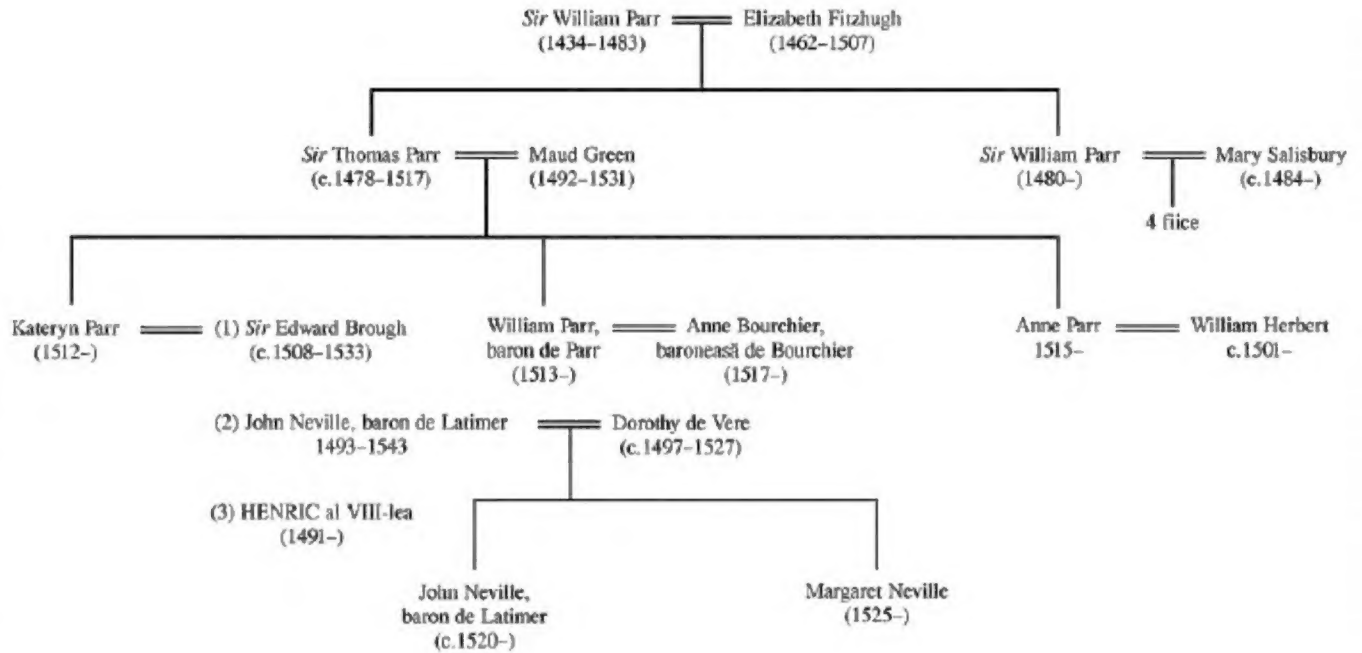 Sir William Parr
(1434–1483)
Elizabeth Fitzhugh
(1462–1507)
Sir Thomas Parr
(c.1478–1517)
Maud Green
(1492–1531)
Sir William Parr
(1480–)
Mary Salisbury
(c.1484–)
4 fiice
Kateryn Parr
(1512–)
(1) Sir Edward Brough
(c.1508–1533)
William Parr,
baron de Parr
(1513–)
Anne Bourchier,
baroneasă de Bourchier
(1517–)
Anne Parr
1515–
William Herbert
c.1501–
(2) John Neville, baron de Latimer
1493–1543
Dorothy de Vere
(c.1497–1527)
(3) HENRIC al VIII-lea
(1491–)
John Neville,
baron de Latimer
(c.1520–)
Margaret Neville
(1525–)